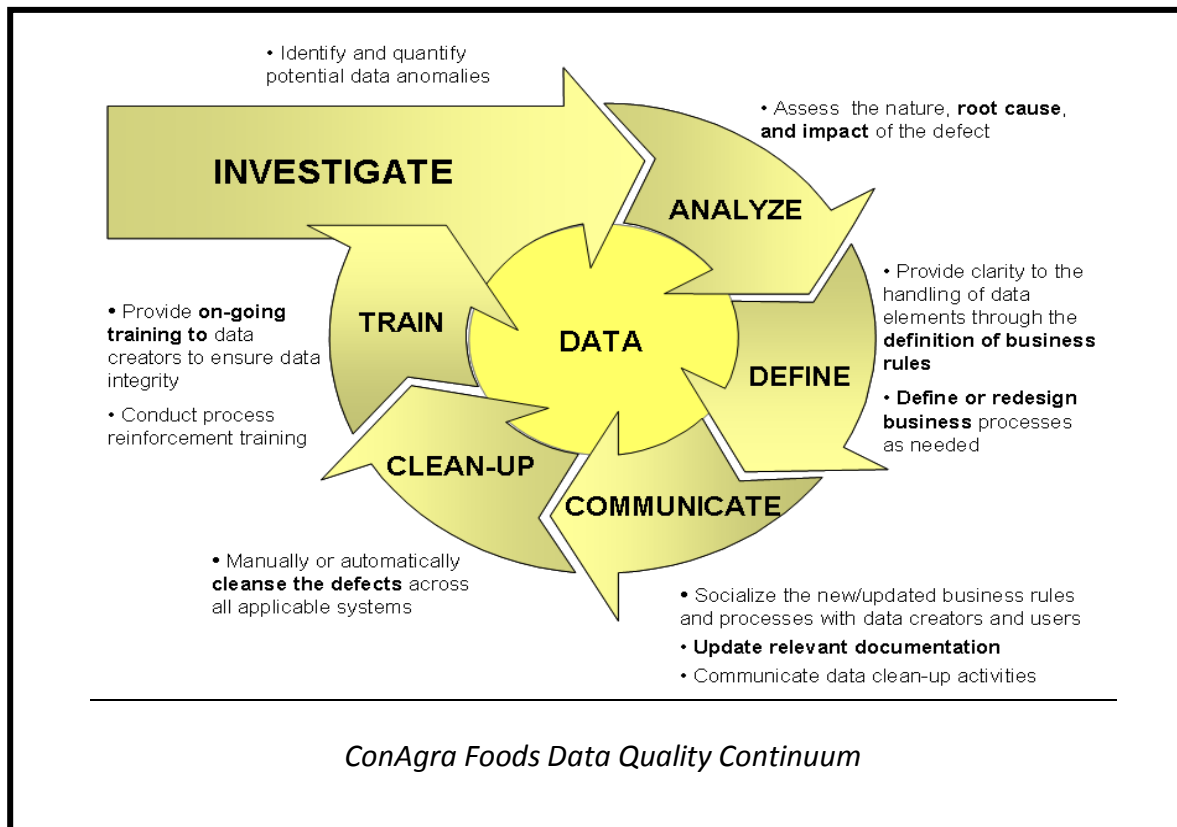 • Identify and quantify
potential data anomalies
INVESTIGATE
• Assess the nature, root cause,
and impact of the defect
ANALYZE
• Provide clarity to the
handling of data
elements through the
definition of business
rules
• Define or redesign
business processes
as needed
DEFINE
DATA
TRAIN
• Provide on-going
training to data
creators to ensure data
integrity
• Conduct process
reinforcement training
CLEAN-UP
COMMUNICATE
• Manually or automatically
cleanse the defects across
all applicable systems
• Socialize the new/updated business rules
and processes with data creators and users
• Update relevant documentation
• Communicate data clean-up activities
ConAgra Foods Data Quality Continuum